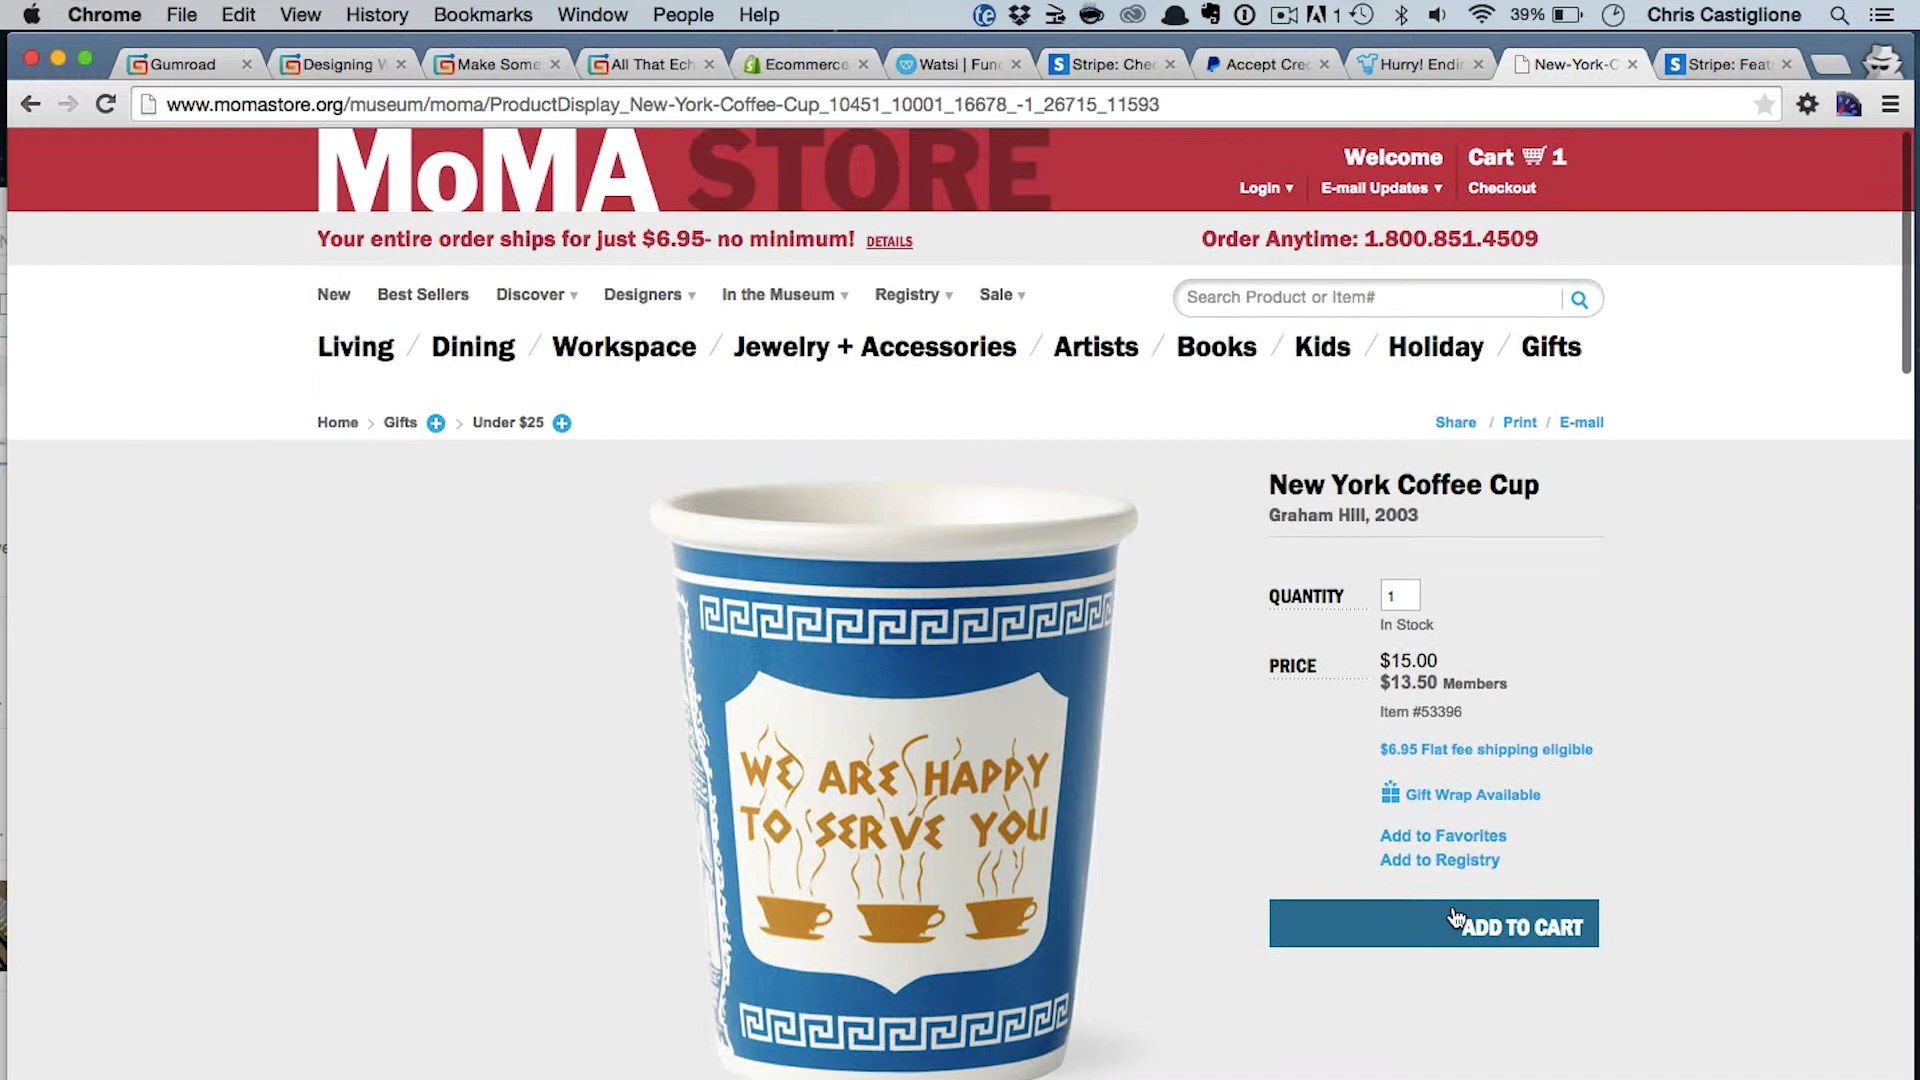 Chrome File Edit View History Bookmarks Window People Help 1 39% Chris Castiglione
Gumroad Designing W Make Some All That Ech Ecommerce Watsi | Fund Stripe: Chec Accept Cred Hurry! Endin New-York-C Stripe: Feat
www.momastore.org/museum/moma/ProductDisplay_New-York-Coffee-Cup_10451_10001_16678_-1_26715_11593
MoMA STORE
Welcome Cart 1
Login E-mail Updates Checkout
Your entire order ships for just $6.95- no minimum! DETAILS Order Anytime: 1.800.851.4509
New Best Sellers Discover Designers In the Museum Registry Sale Search Product or Item#
Living / Dining / Workspace / Jewelry + Accessories / Artists / Books / Kids / Holiday / Gifts
Home > Gifts > Under $25 Share / Print / E-mail
New York Coffee Cup
Graham Hill, 2003
QUANTITY 1
In Stock
PRICE $15.00
$13.50 Members
Item #53396
$6.95 Flat fee shipping eligible
Gift Wrap Available
Add to Favorites
Add to Registry
ADD TO CART
WE ARE HAPPY
TO SERVE YOU